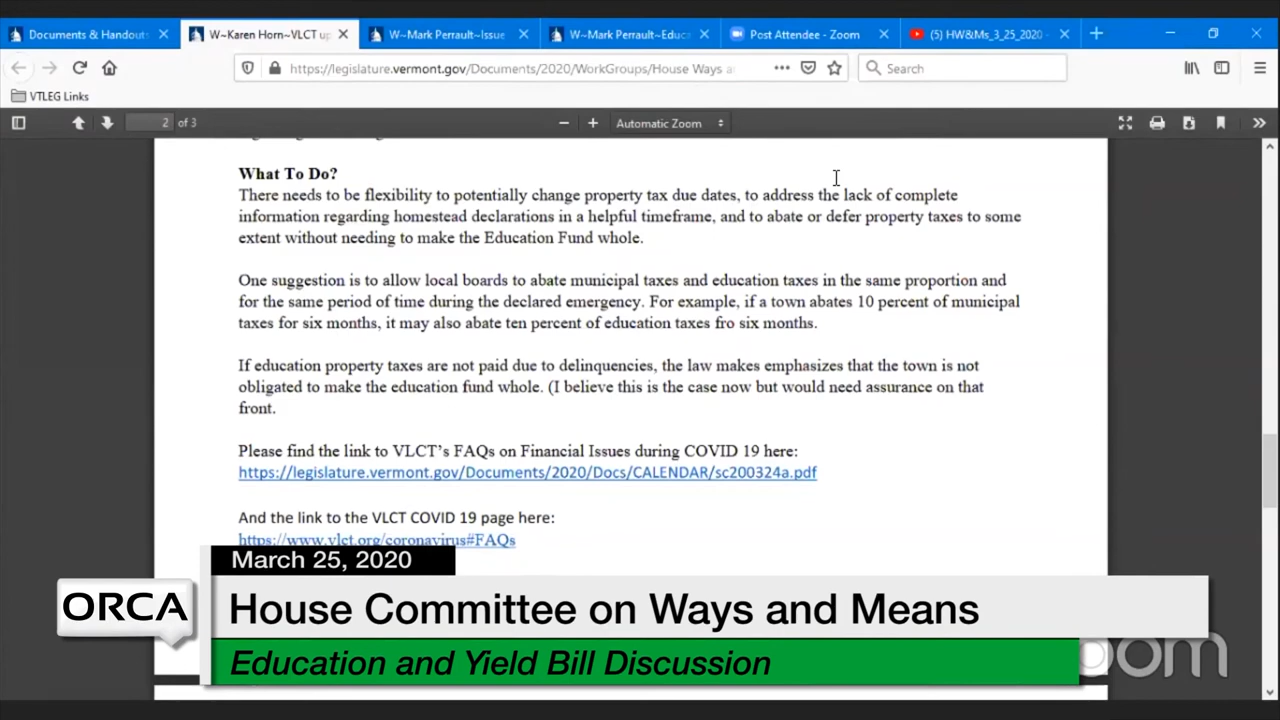 Documents & Handouts
W~Karen Horn~VLCT up
W~Mark Perrault~Issue
W~Mark Perrault~Educa
Post Attendee - Zoom
(5) HW&Ms_3_25_2020 -
https://legislature.vermont.gov/Documents/2020/WorkGroups/House Ways a
Search
VTLEG Links
2 of 3
Automatic Zoom
What To Do?
There needs to be flexibility to potentially change property tax due dates, to address the lack of complete
information regarding homestead declarations in a helpful timeframe, and to abate or defer property taxes to some
extent without needing to make the Education Fund whole.
One suggestion is to allow local boards to abate municipal taxes and education taxes in the same proportion and
for the same period of time during the declared emergency. For example, if a town abates 10 percent of municipal
taxes for six months, it may also abate ten percent of education taxes fro six months.
If education property taxes are not paid due to delinquencies, the law makes emphasizes that the town is not
obligated to make the education fund whole. (I believe this is the case now but would need assurance on that
front.
Please find the link to VLCT's FAQs on Financial Issues during COVID 19 here:
https://legislature.vermont.gov/Documents/2020/Docs/CALENDAR/sc200324a.pdf
And the link to the VLCT COVID 19 page here:
https://www.vlct.org/coronavirus#FAQs
March 25, 2020
ORCA
House Committee on Ways and Means
Education and Yield Bill Discussion
oom